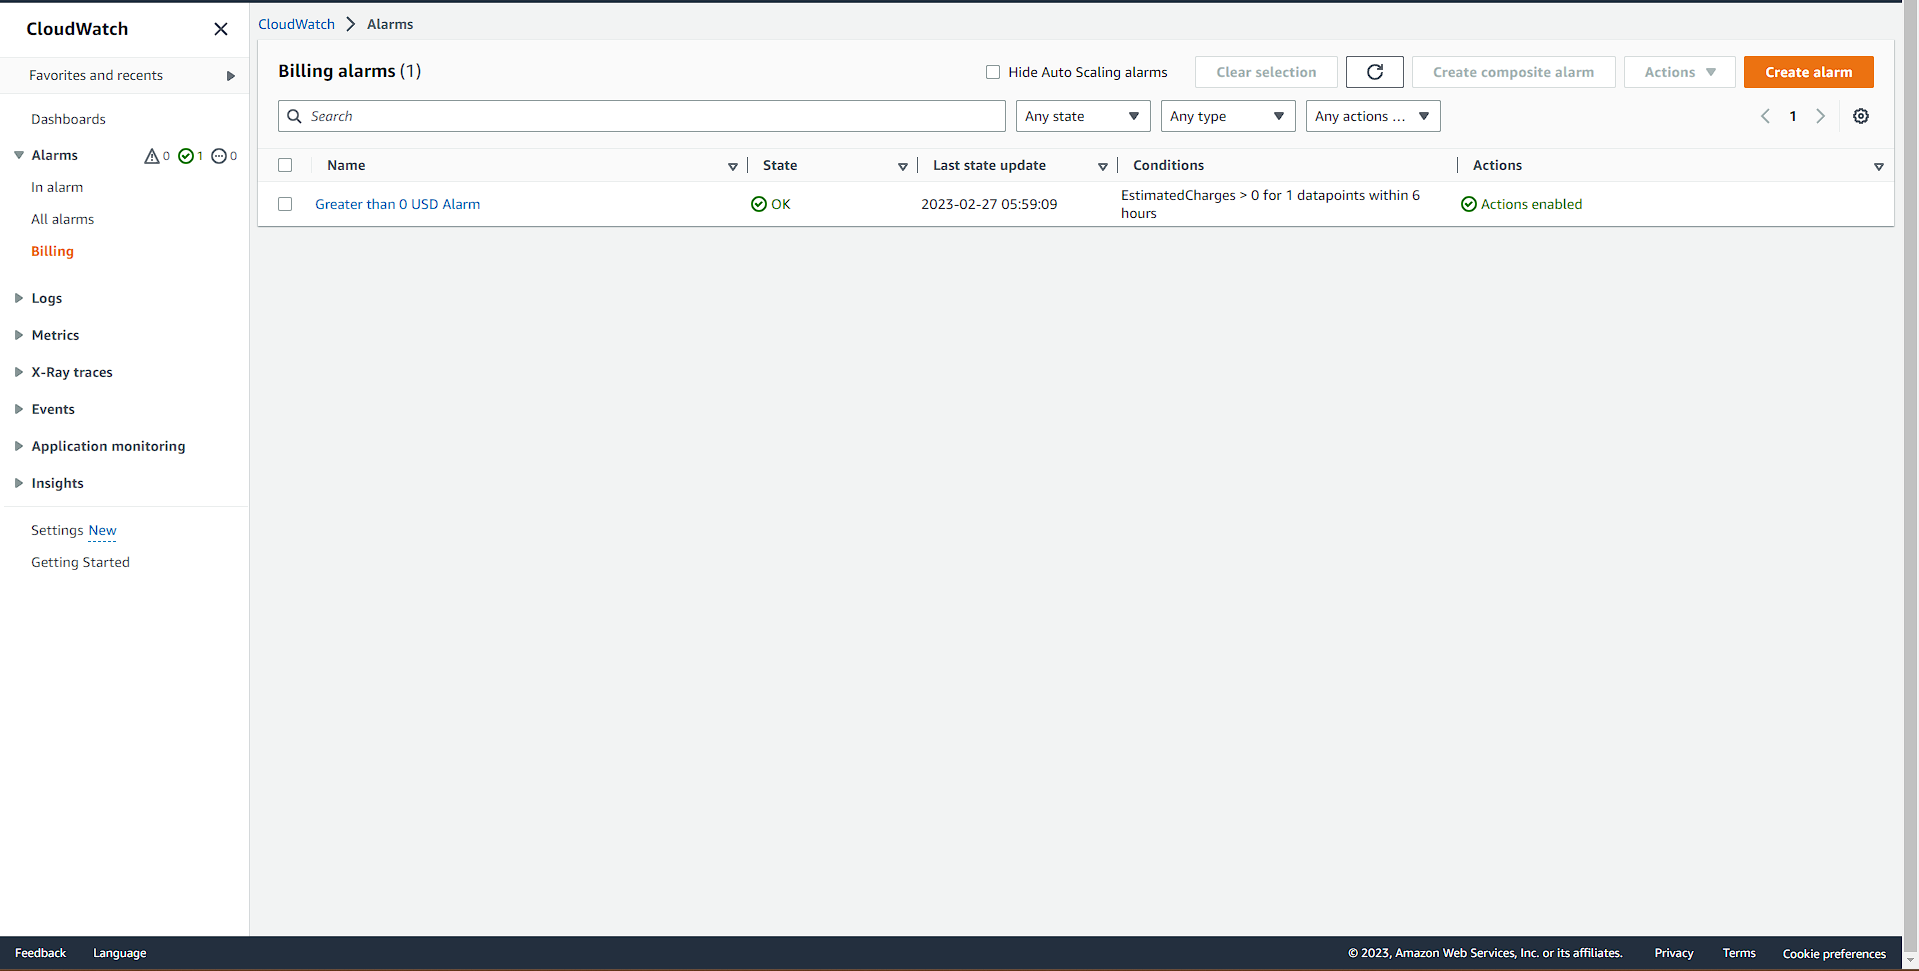 CloudWatch
Favorites and recents
Dashboards
Alarms 0 1 0
In alarm
All alarms
Billing
Logs
Metrics
X-Ray traces
Events
Application monitoring
Insights
Settings New
Getting Started
CloudWatch Alarms
Billing alarms (1)
Hide Auto Scaling alarms
Clear selection
Create composite alarm
Actions
Create alarm
Search
Any state
Any type
Any actions ...
1
Name State Last state update Conditions Actions
Greater than 0 USD Alarm
OK
2023-02-27 05:59:09
EstimatedCharges > 0 for 1 datapoints within 6
hours
Actions enabled
Feedback Language
© 2023, Amazon Web Services, Inc. or its affiliates. Privacy Terms Cookie preferences